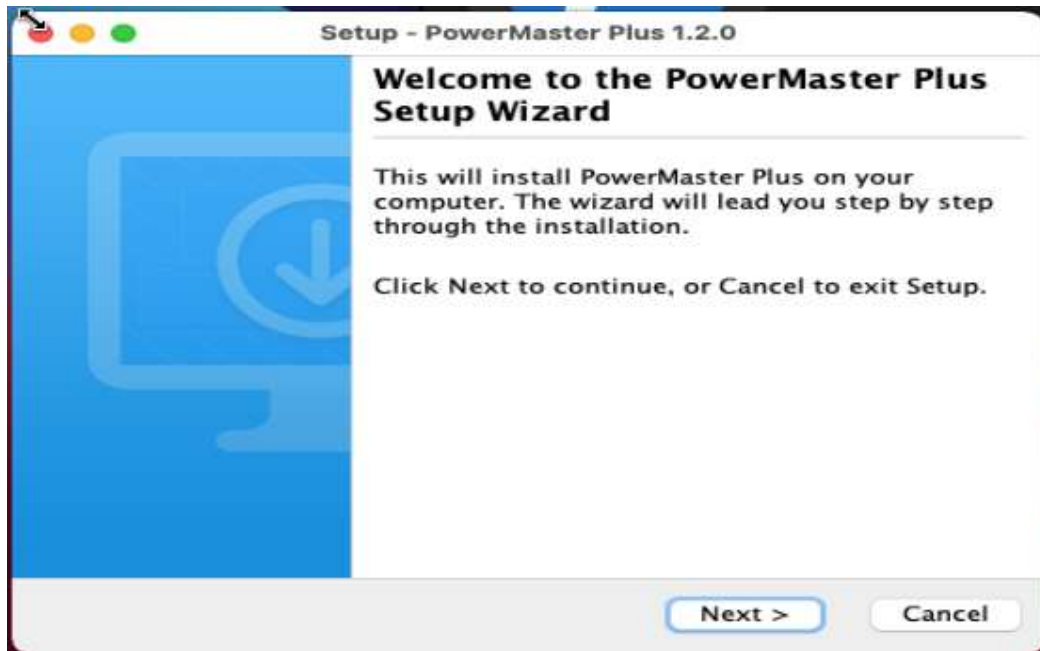 Setup - PowerMaster Plus 1.2.0
Welcome to the PowerMaster Plus
Setup Wizard
This will install PowerMaster Plus on your
computer. The wizard will lead you step by step
through the installation.
Click Next to continue, or Cancel to exit Setup.
Next >
Cancel